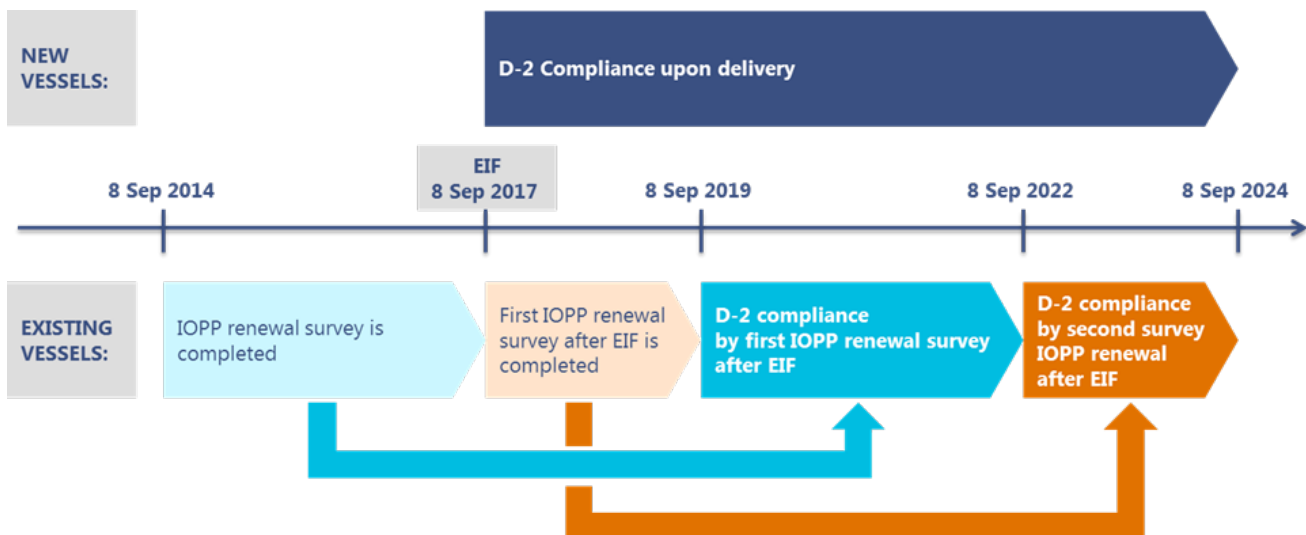 NEW
VESSELS:
D-2 Compliance upon delivery
8 Sep 2014
EIF
8 Sep 2017
8 Sep 2019
8 Sep 2022
8 Sep 2024
EXISTING
VESSELS:
IOPP renewal survey is
completed
First IOPP renewal
survey after EIF is
completed
D-2 compliance
by first IOPP renewal survey
after EIF
D-2 compliance
by second survey
IOPP renewal
after EIF